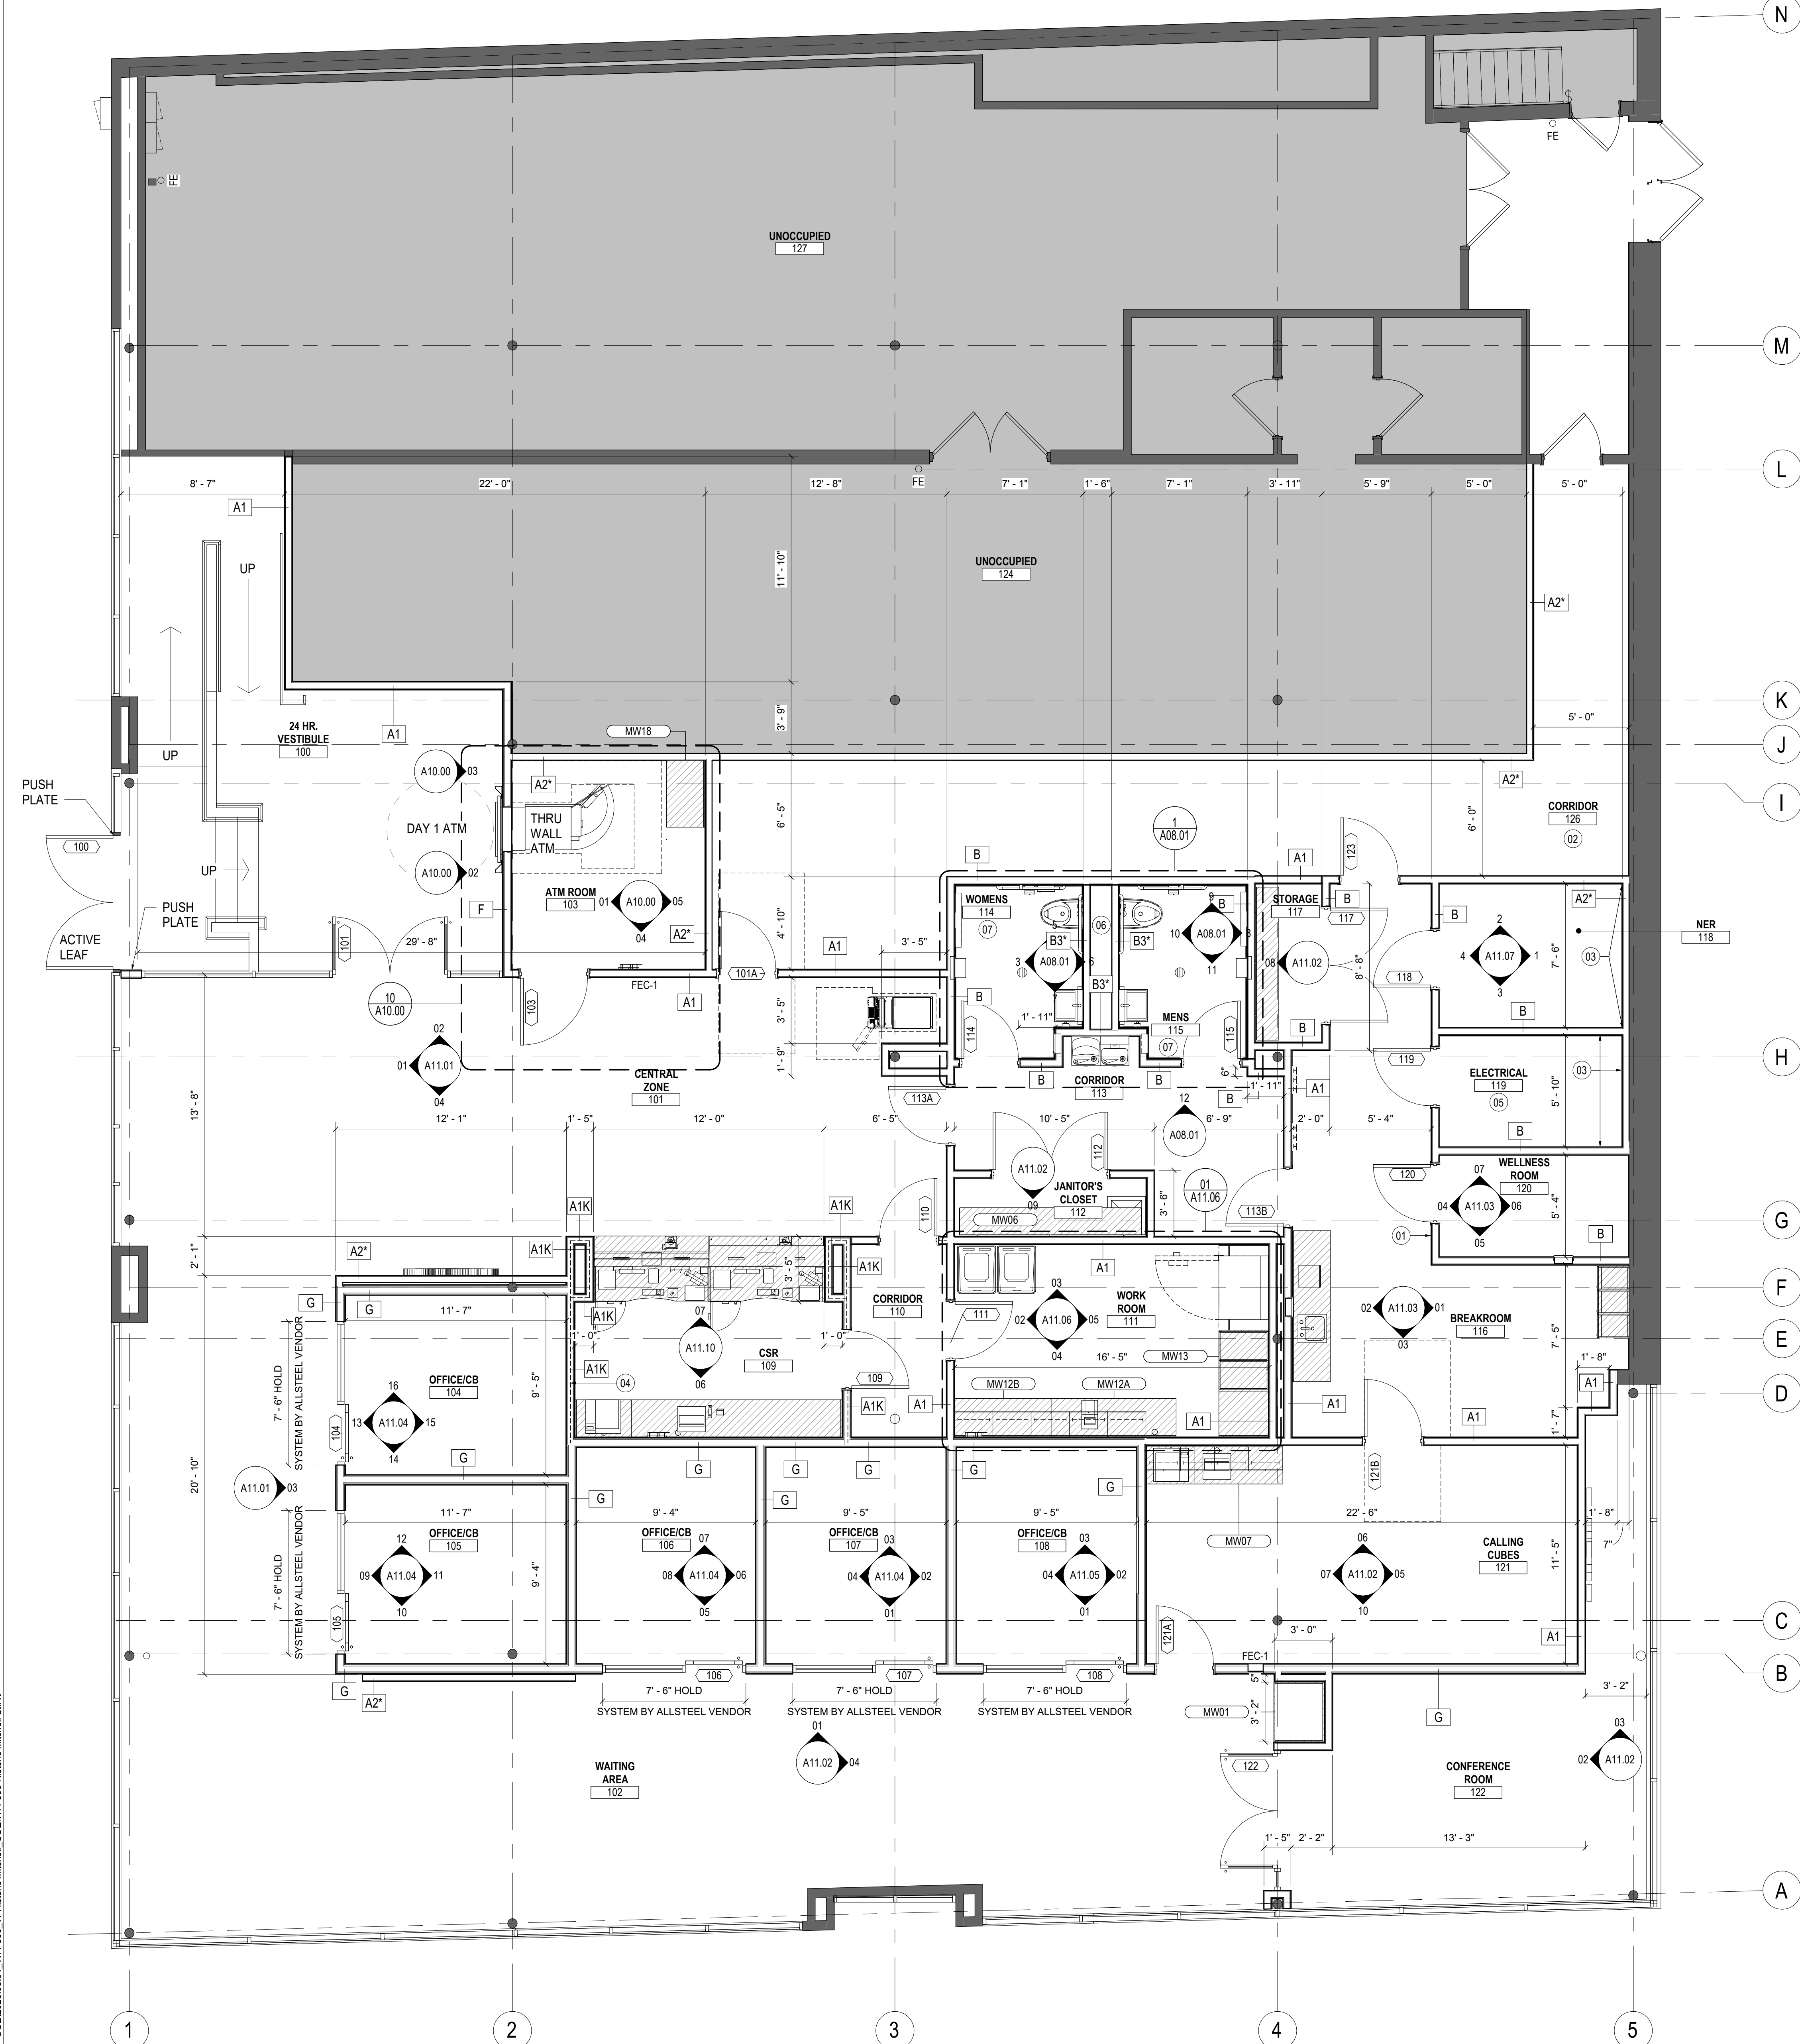 N
FE
FE
UNOCCUPIED
127
M
L
FE
8' - 7"
22' - 0"
12' - 8"
7' - 1"
1' - 6"
7' - 1"
3' - 11"
5' - 9"
5' - 0"
5' - 0"
A1
UP
11' - 10"
UNOCCUPIED
124
A2*
K
24 HR.
VESTIBULE
100
UP
A1
MW18
3' - 9"
5' - 0"
J
A10.00
03
A2*
A2*
I
PUSH
PLATE
DAY 1 ATM
THRU
WALL
ATM
6' - 5"
1
A08.01
6' - 0"
CORRIDOR
126
02
100
UP
A10.00
02
B
A1
123
ATM ROOM
103
01
A10.00
05
04
F
A2*
WOMENS
114
07
06
9
B
10
A08.01
8
11
STORAGE
117
B
117
A2*
B
2
4
A11.07
1
3
7' - 6"
NER
118
03
PUSH
PLATE
ACTIVE
LEAF
101
29' - 8"
4' - 10"
3' - 5"
A1
5
B3*
3
A08.01
6
7
B3*
B3*
08
A11.02
8' - 8"
118
101A
FEC-1
A1
103
10
A10.00
3' - 5"
B
1' - 11"
MENS
115
07
114
115
B
B
02
01
A11.01
04
1' - 9"
119
ELECTRICAL
119
05
03
5' - 10"
H
CENTRAL
ZONE
101
113A
B
CORRIDOR
113
B
6"
1' - 11"
B
A1
13' - 8"
12' - 1"
1' - 5"
12' - 0"
6' - 5"
10' - 5"
12
A08.01
6' - 9"
2' - 0"
5' - 4"
B
112
A11.02
09
JANITOR'S
CLOSET
112
3' - 6"
01
A11.06
120
07
04
A11.03
06
05
WELLNESS
ROOM
120
5' - 4"
A1K
A1K
110
MW06
113B
G
01
B
2' - 1"
A2*
A1K
3' - 5"
A1K
A1
F
G
G
11' - 7"
CORRIDOR
110
03
02
A11.06
05
04
WORK
ROOM
111
111
02
A11.03
01
03
BREAKROOM
116
A1K
1' - 0"
07
A11.10
06
1' - 0"
CSR
109
7' - 5"
E
7' - 6" HOLD
SYSTEM BY ALLSTEEL VENDOR
OFFICE/CB
104
9' - 5"
A1K
04
109
16' - 5"
MW13
1' - 8"
16
13
A11.04
15
14
104
A1K
A1
MW12B
MW12A
A1
A1
A1
D
A1
1' - 7"
G
G
G
G
G
G
121B
20' - 10"
A11.01
03
11' - 7"
G
9' - 4"
9' - 5"
9' - 5"
22' - 6"
1' - 8"
7' - 6" HOLD
SYSTEM BY ALLSTEEL VENDOR
OFFICE/CB
105
12
09
A11.04
11
10
9' - 4"
OFFICE/CB
106
07
08
A11.04
06
05
OFFICE/CB
107
03
04
A11.04
02
01
OFFICE/CB
108
03
04
A11.05
02
01
MW07
06
07
A11.02
05
10
CALLING
CUBES
121
11' - 5"
7"
105
121A
3' - 0"
A1
C
FEC-1
B
G
A2*
106
107
108
7' - 6" HOLD
SYSTEM BY ALLSTEEL VENDOR
7' - 6" HOLD
SYSTEM BY ALLSTEEL VENDOR
7' - 6" HOLD
SYSTEM BY ALLSTEEL VENDOR
5"
3' - 2"
MW01
G
3' - 2"
WAITING
AREA
102
01
A11.02
04
122
CONFERENCE
ROOM
122
03
02
A11.02
1' - 5"
2' - 2"
13' - 3"
A
1
2
3
4
5